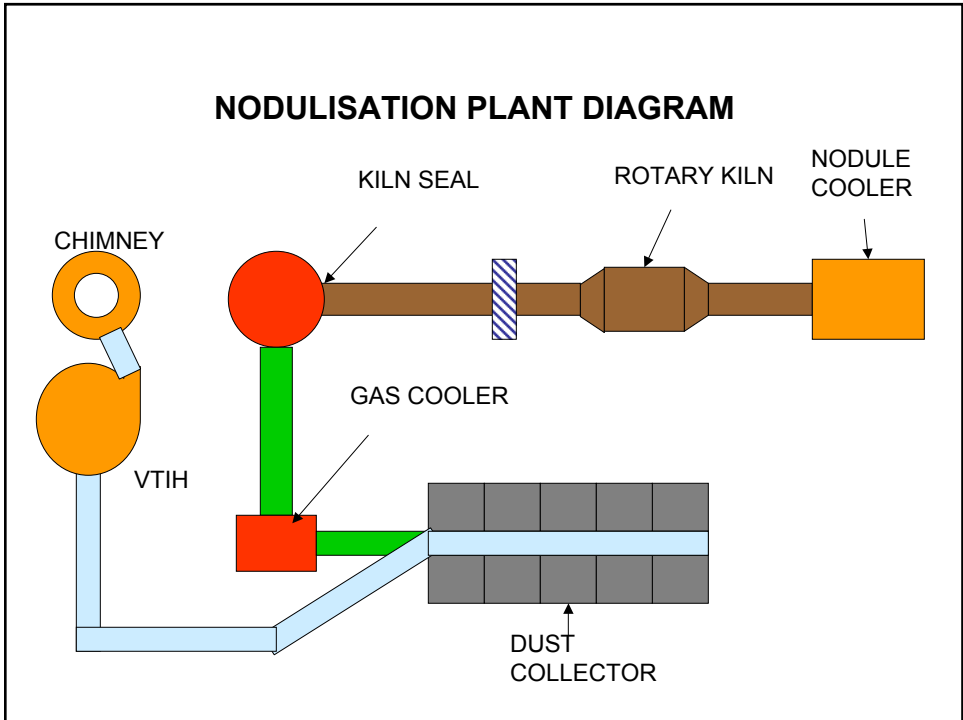 NODULISATION PLANT DIAGRAM
KILN SEAL
ROTARY KILN
NODULE
COOLER
CHIMNEY
GAS COOLER
VTIH
DUST
COLLECTOR